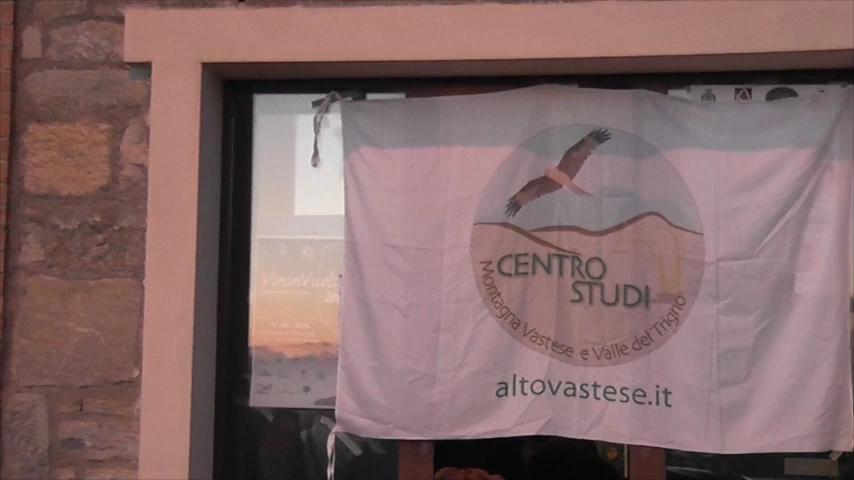 CENTRO
STUDI
Montagna Vastese e Valle del Trigno
altovastese.it